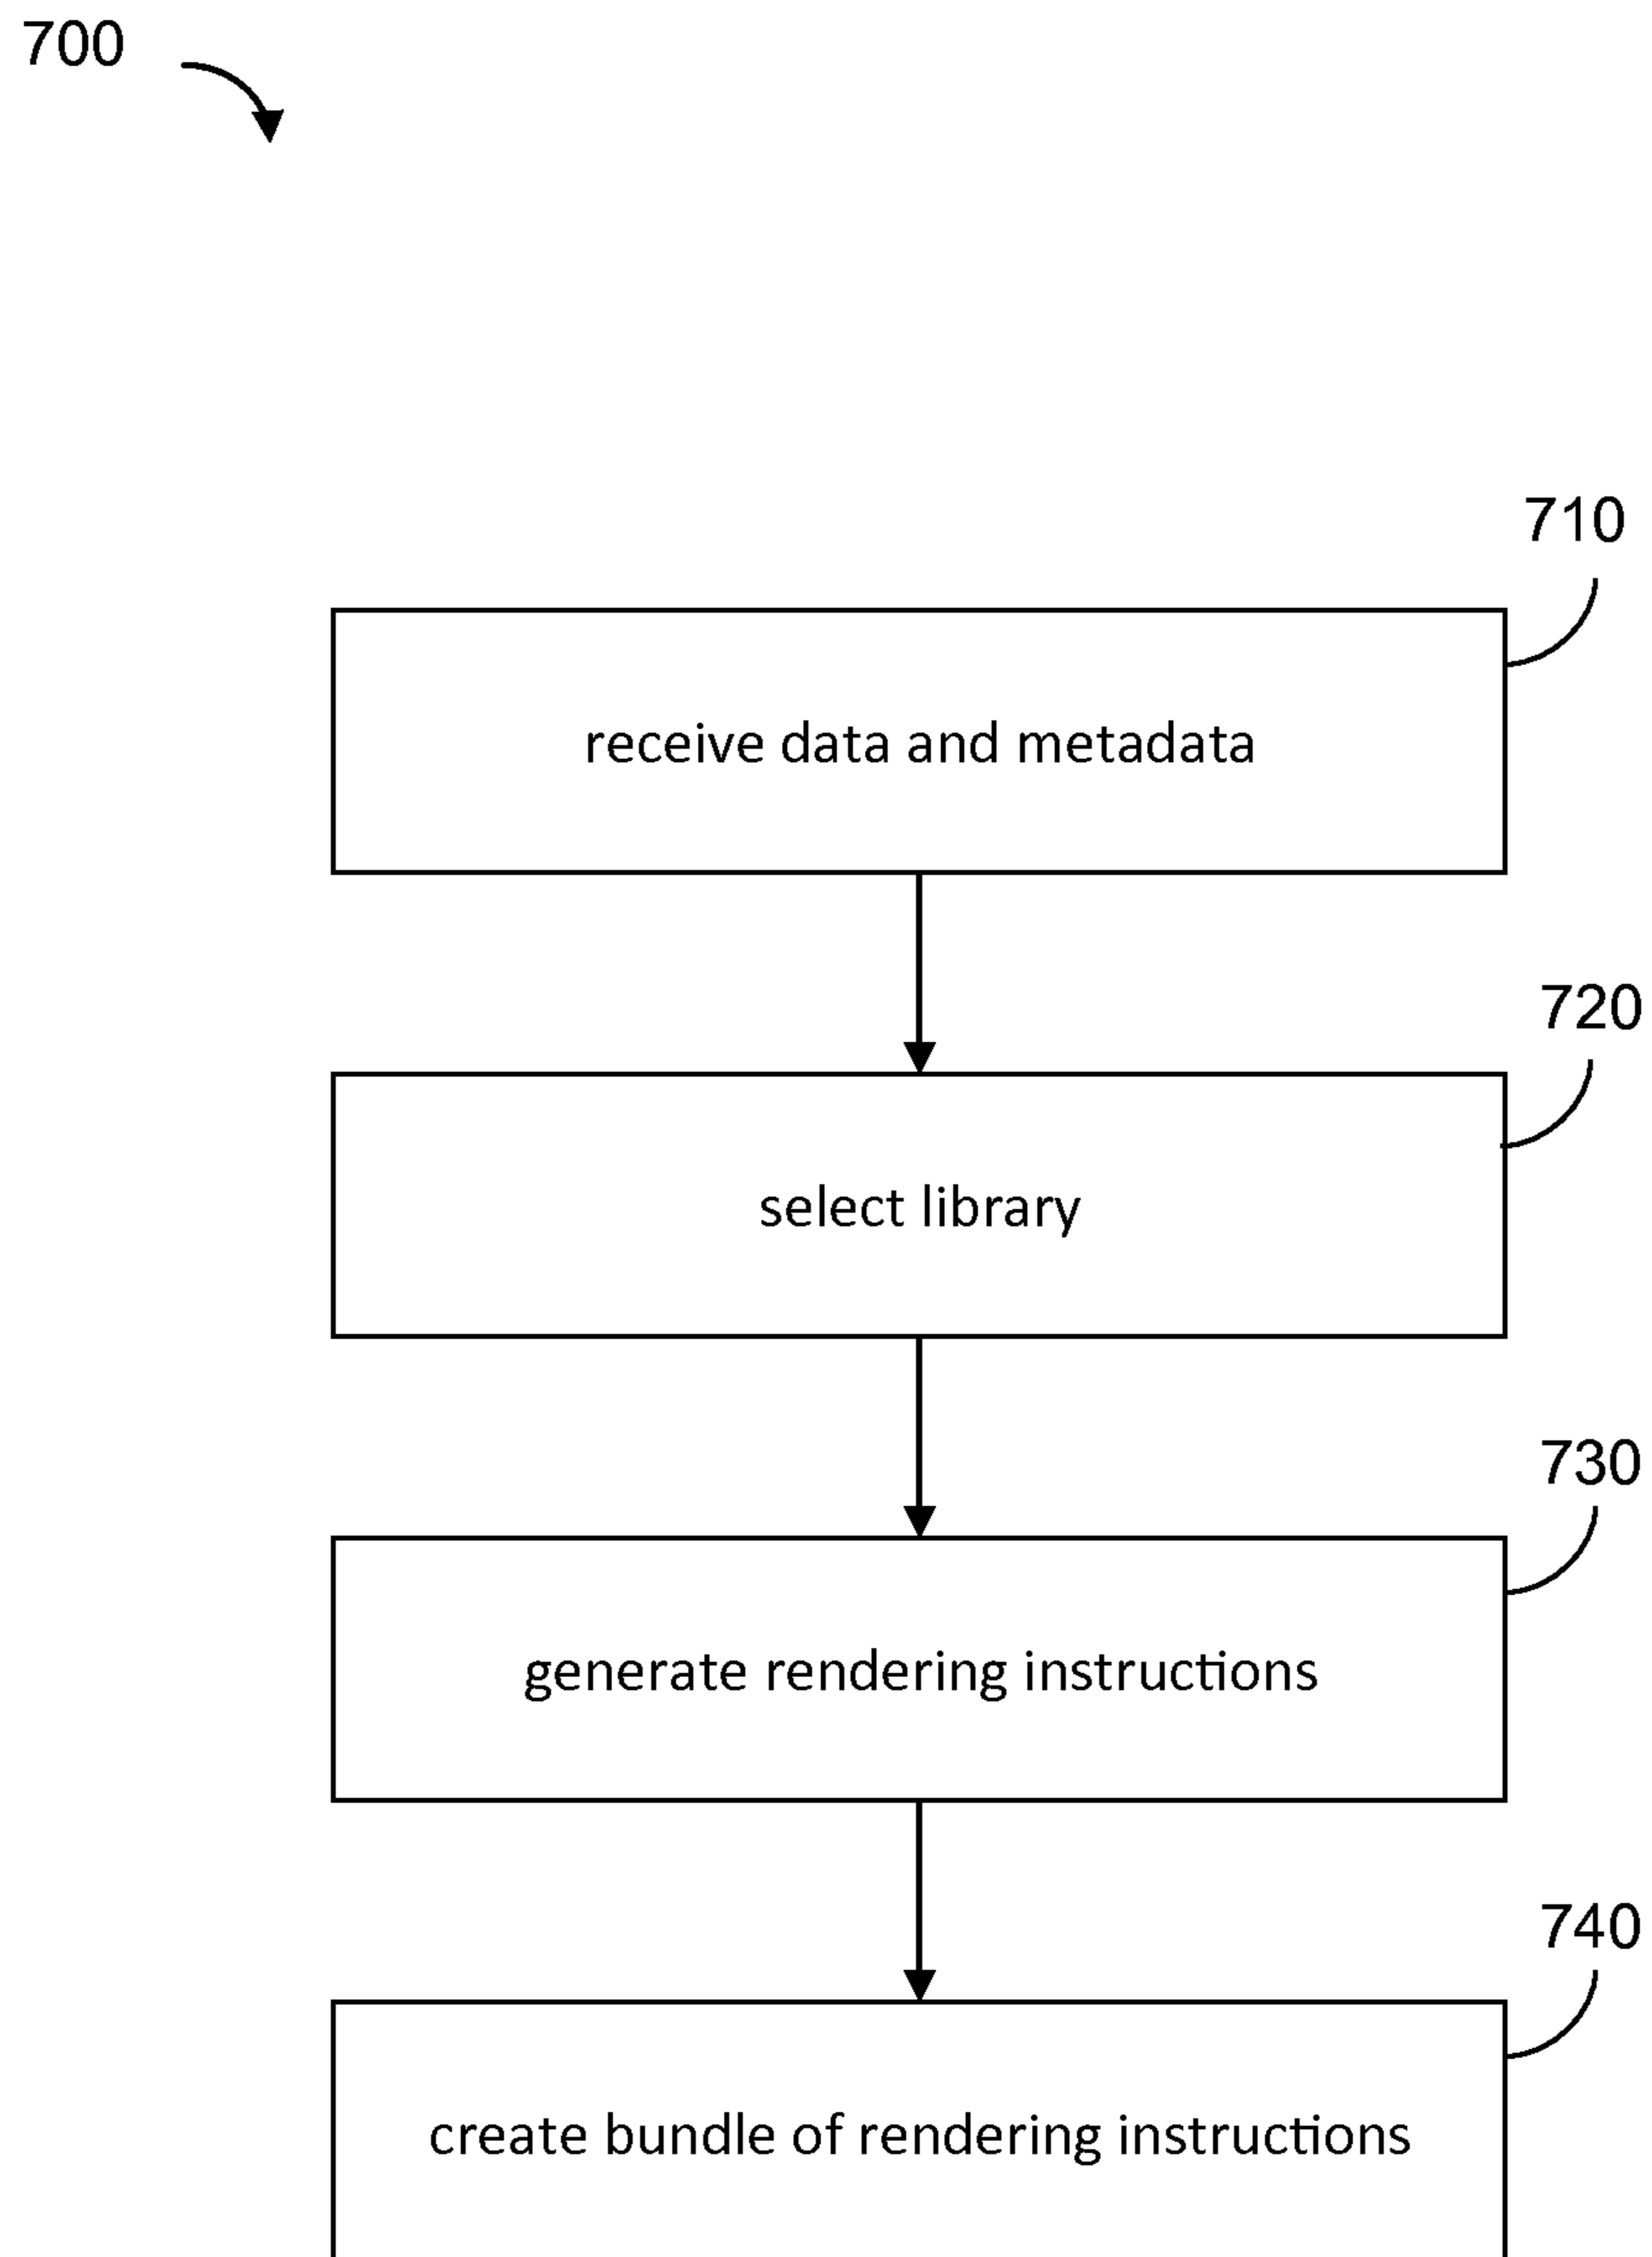 700
710
receive data and metadata
720
select library
730
generate rendering instructions
740
create bundle of rendering instructions